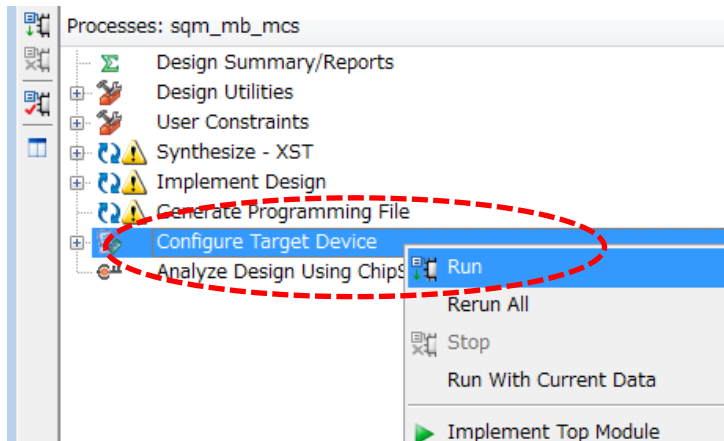 Processes: sqm_mb_mcs
Design Summary/Reports
Design Utilities
User Constraints
Synthesize - XST
Implement Design
Generate Programming File
Configure Target Device
Analyze Design Using ChipS
Run
Rerun All
Stop
Run With Current Data
Implement Top Module